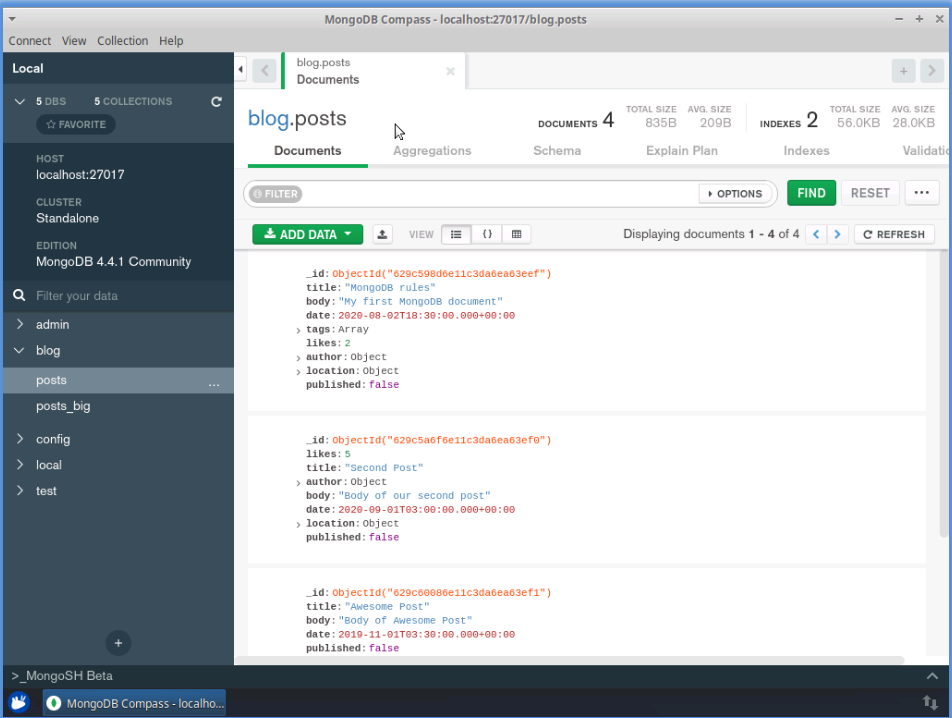 MongoDB Compass - localhost:27017/blog.posts
Connect View Collection Help
Local
5 DBS 5 COLLECTIONS
FAVORITE
HOST
localhost:27017
CLUSTER
Standalone
EDITION
MongoDB 4.4.1 Community
Filter your data
admin
blog
posts ...
posts_big
config
local
test
blog.posts
Documents
blog.posts
DOCUMENTS 4
TOTAL SIZE
835B
AVG. SIZE
209B
INDEXES 2
TOTAL SIZE
56.0KB
AVG. SIZE
28.0KB
Documents Aggregations Schema Explain Plan Indexes Validatio
FILTER OPTIONS FIND RESET ...
ADD DATA VIEW {} Displaying documents 1 - 4 of 4 REFRESH
_id: ObjectId("629c598d6e11c3da6ea63eef")
title: "MongoDB rules"
body: "My first MongoDB document"
date: 2020-08-02T18:30:00.000+00:00
tags: Array
likes: 2
author: Object
location: Object
published: false
_id: ObjectId("629c5a6f6e11c3da6ea63ef0")
likes: 5
title: "Second Post"
author: Object
body: "Body of our second post"
date: 2020-09-01T03:00:00.000+00:00
location: Object
published: false
_id: ObjectId("629c60086e11c3da6ea63ef1")
title: "Awesome Post"
body: "Body of Awesome Post"
date: 2019-11-01T03:30:00.000+00:00
published: false
>_MongoSH Beta
MongoDB Compass - localho...